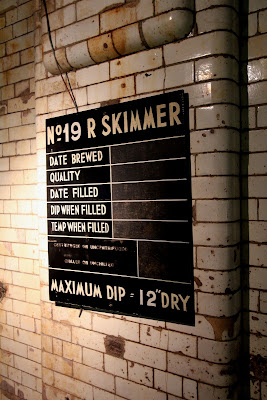 Nº19 R SKIMMER
DATE BREWED
QUALITY
DATE FILLED
DIP WHEN FILLED
TEMP WHEN FILLED
MAXIMUM DIP - 12" DRY